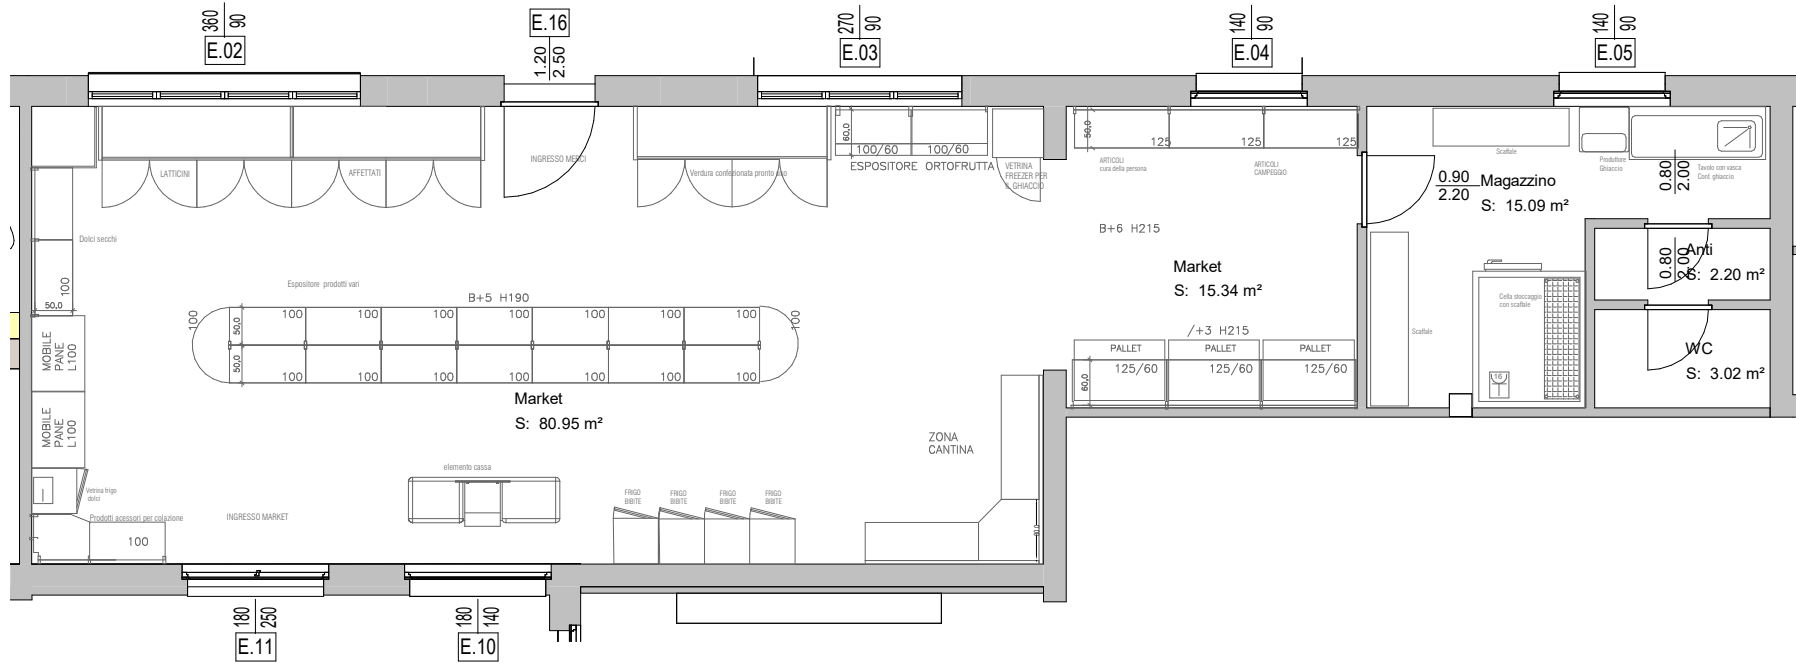 360
90
E.02
E.16
1.20
2.50
270
90
E.03
140
90
E.04
140
90
E.05
LATTICINI
AFFETTATI
INGRESSO MERCI
Verdura confezionata pronto uso
60,0
100/60
100/60
ESPOSITORE ORTOFRUTTA
VETRINA
FREEZER PER
IL GHIACCIO
50,0
125
125
125
ARTICOLI
cura della persona
ARTICOLI
CAMPEGGIO
Scaffale
Produttore
Ghiaccio
Tavolo con vasca
Cont. ghiaccio
0.80
2.00
0.90
2.20
Magazzino
S: 15.09 m²
Dolci secchi
100
50,0
B+6 H215
Market
S: 15.34 m²
0.80
2.00
Anti
S: 2.20 m²
Espositore prodotti vari
B+5 H190
100
50,0
100
100
100
100
100
100
100
100
50,0
100
100
100
100
100
100
100
Market
S: 80.95 m²
/+3 H215
PALLET
PALLET
PALLET
60,0
125/60
125/60
125/60
Cella stoccaggio
con scaffale
Scaffale
16
WC
S: 3.02 m²
MOBILE
PANE
L100
MOBILE
PANE
L100
ZONA
CANTINA
elemento cassa
Vetrina frigo
dolci
Prodotti acessori per colazione
100
INGRESSO MARKET
FRIGO
BIBITE
FRIGO
BIBITE
FRIGO
BIBITE
FRIGO
BIBITE
180
250
E.11
180
140
E.10